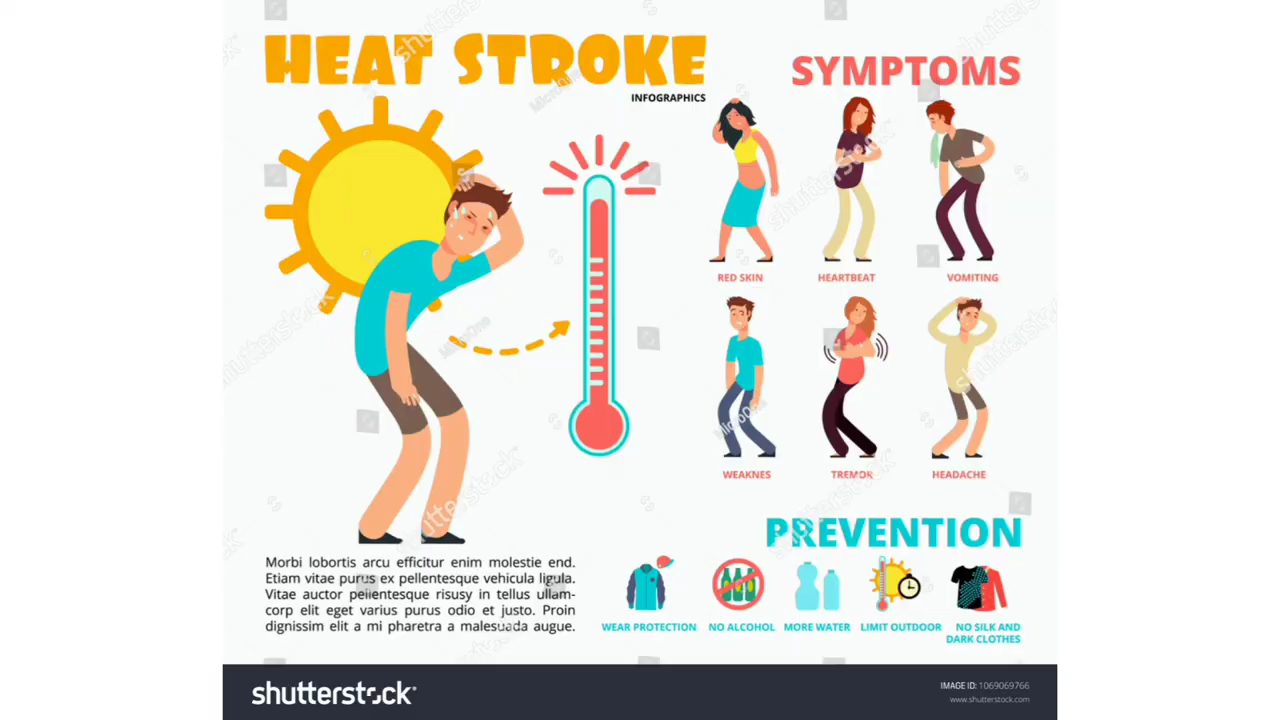 HEAT STROKE
INFOGRAPHICS
SYMPTOMS
RED SKIN
HEARTBEAT
VOMITING
WEAKNES
TREMOR
HEADACHE
PREVENTION
WEAR PROTECTION
NO ALCOHOL
MORE WATER
LIMIT OUTDOOR
NO SILK AND
DARK CLOTHES
Morbi lobortis arcu efficitur enim molestie end.
Etiam vitae purus ex pellentesque vehicula ligula.
Vitae auctor pellentesque risusy in tellus ullam-
corp elit eget varius purus odio et justo. Proin
dignissim elit a mi pharetra a malesuada augue.
shutterstock
IMAGE ID: 1069069766
www.shutterstock.com